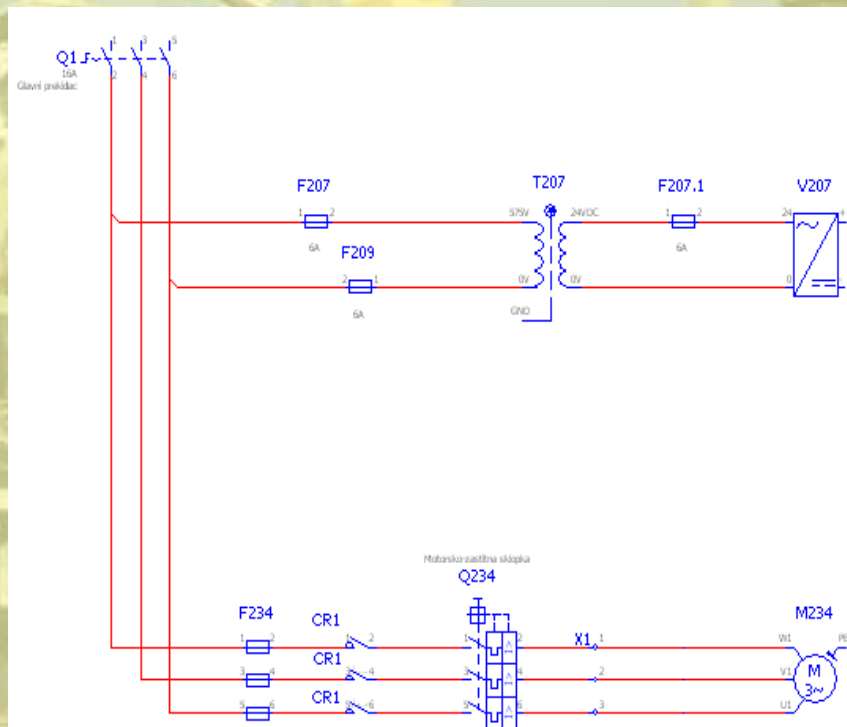 1 3 5
Q1
16A
2 4 6
Glavni prekidac
F207 T207 F207.1 V207
1 2 575V 24VDC 1 2 24 +
6A 6A
F209
2 1 0V 0V 0 -
6A GND
Motorsko-zastitna sklopka
Q234
F234 CR1 M234
1 2 1 2 1 I> 2 X1 1 W1 PE
CR1
3 4 3 4 3 I> 4 2 V1 M
3~
CR1
5 6 5 6 5 I> 6 3 U1